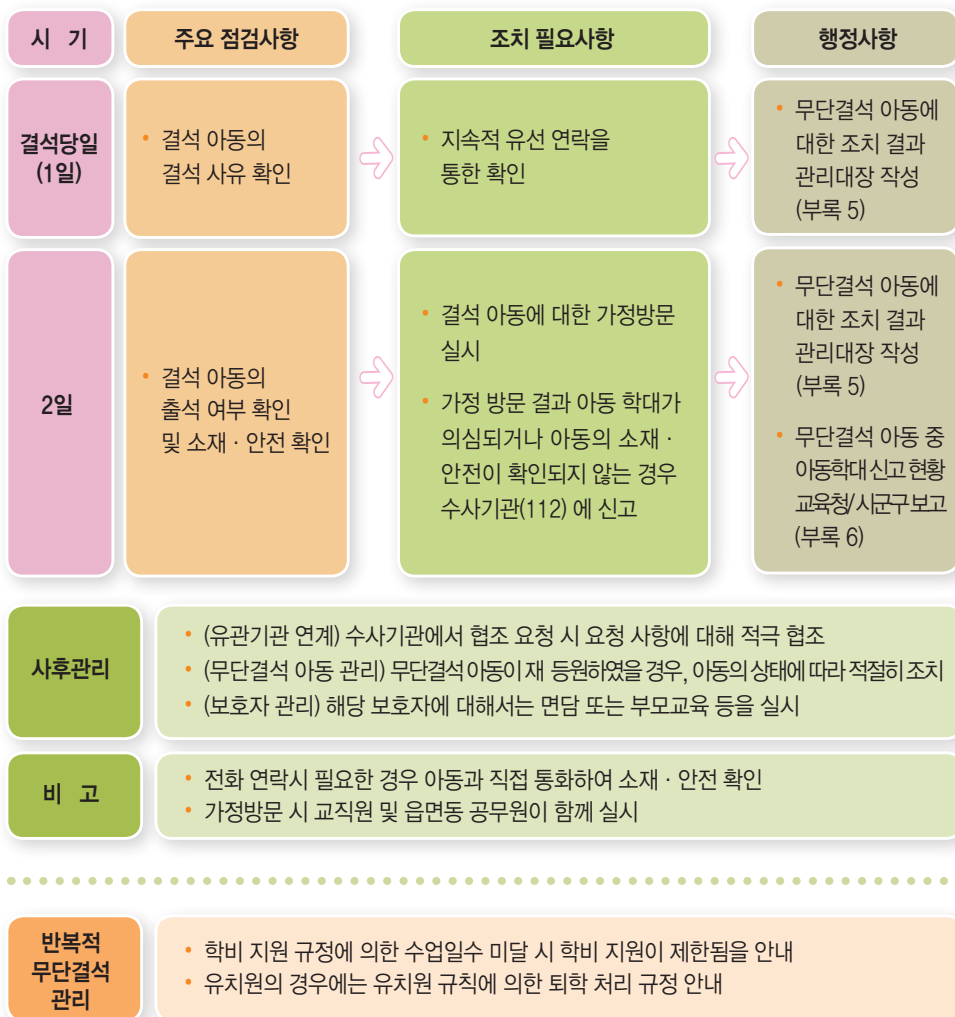 시 기
주요 점검사항
조치 필요사항
행정사항
결석당일
(1일)
• 결석 아동의
결석 사유 확인
• 지속적 유선 연락을
통한 확인
• 무단결석 아동에
대한 조치 결과
관리대장 작성
(부록 5)
2일
• 결석 아동의
출석 여부 확인
및 소재 · 안전 확인
• 결석 아동에 대한 가정방문
실시
• 가정 방문 결과 아동 학대가
의심되거나 아동의 소재 ·
안전이 확인되지 않는 경우
수사기관(112) 에 신고
• 무단결석 아동에
대한 조치 결과
관리대장 작성
(부록 5)
• 무단결석 아동 중
아동학대 신고 현황
교육청/ 시군구 보고
(부록 6)
사후관리
• (유관기관 연계) 수사기관에서 협조 요청 시 요청 사항에 대해 적극 협조
• (무단결석 아동 관리) 무단결석 아동이 재 등원하였을 경우, 아동의 상태에 따라 적절히 조치
• (보호자 관리) 해당 보호자에 대해서는 면담 또는 부모교육 등을 실시
비 고
• 전화 연락시 필요한 경우 아동과 직접 통화하여 소재 · 안전 확인
• 가정방문 시 교직원 및 읍면동 공무원이 함께 실시
반복적
무단결석
관리
• 학비 지원 규정에 의한 수업일수 미달 시 학비 지원이 제한됨을 안내
• 유치원의 경우에는 유치원 규칙에 의한 퇴학 처리 규정 안내